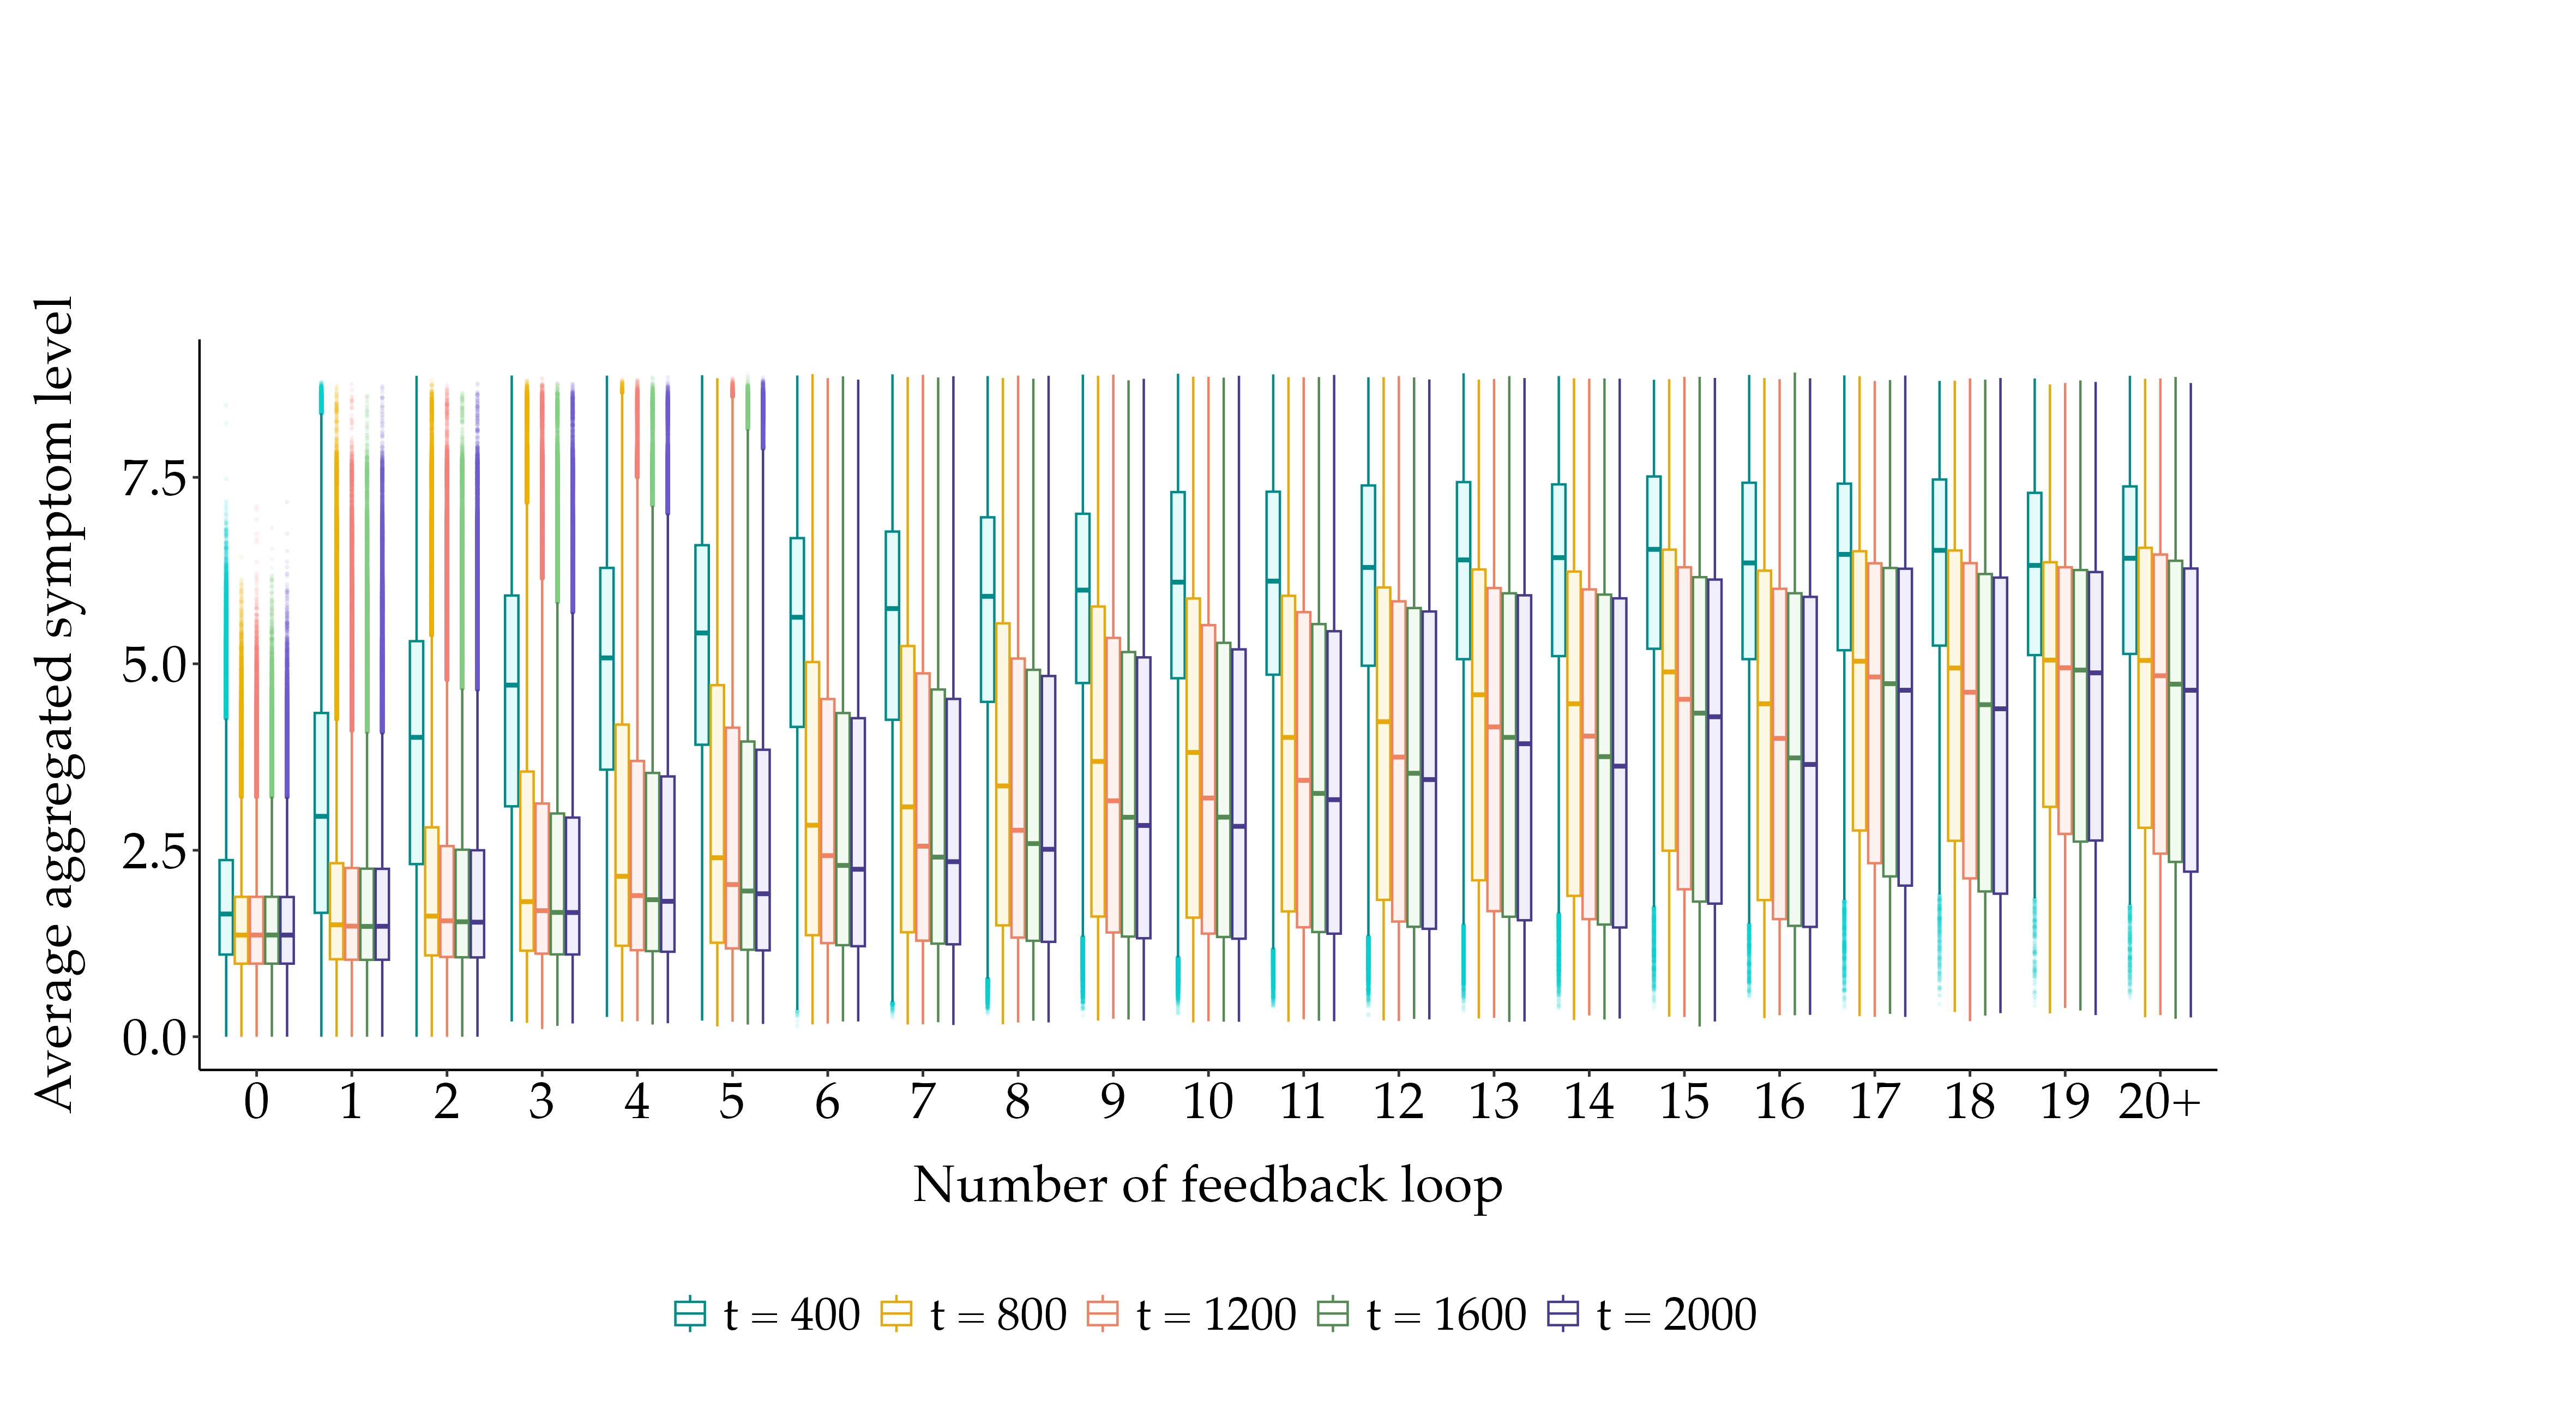 Average aggregated symptom level
7.5
5.0
2.5
0.0
0 1 2 3 4 5 6 7 8 9 10 11 12 13 14 15 16 17 18 19 20+
Number of feedback loop
t = 400 t = 800 t = 1200 t = 1600 t = 2000